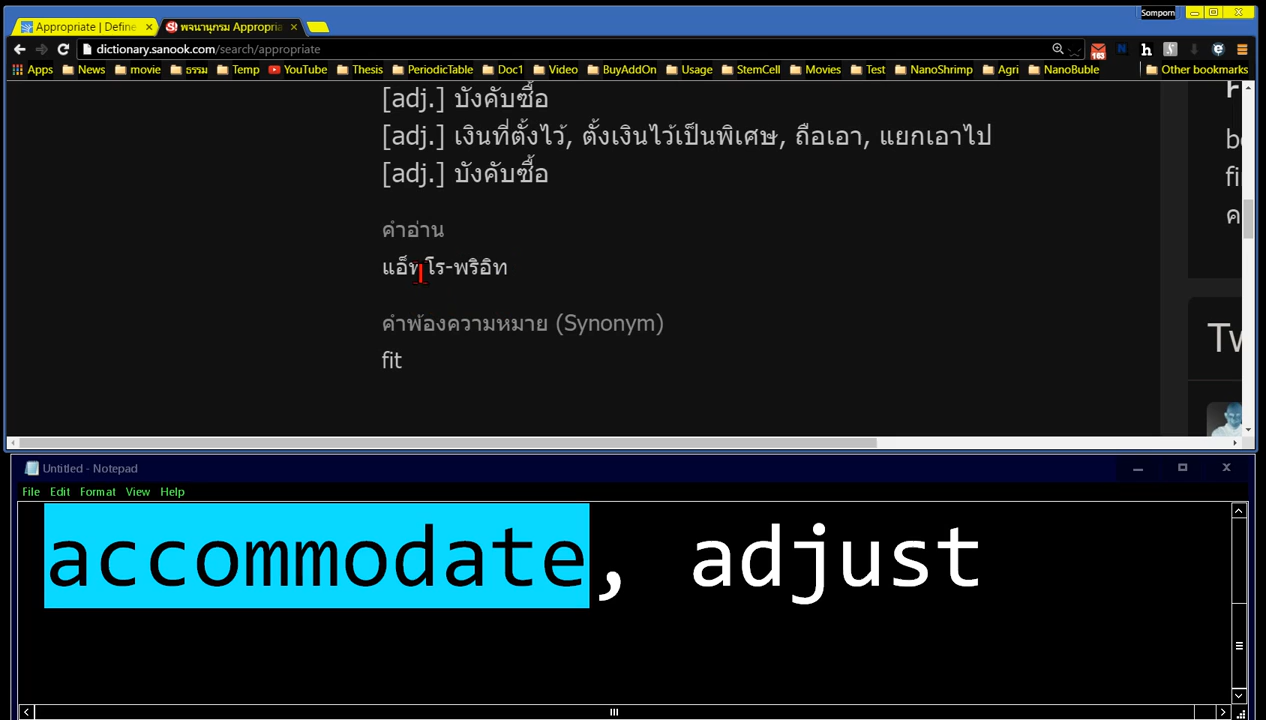 Somporn
Appropriate | Define
พจนานุกรม Appropria
dictionary.sanook.com/search/appropriate
163
Apps News movie ธรรม Temp YouTube Thesis PeriodicTable Doc1 Video BuyAddOn Usage StemCell Movies Test NanoShrimp Agri NanoBuble Other bookmarks
[adj.] บังคับซื้อ
[adj.] เงินที่ตั้งไว้, ตั้งเงินไว้เป็นพิเศษ, ถือเอา, แยกเอาไป
[adj.] บังคับซื้อ
คำอ่าน
แอ็พโร-พริอิท
คำพ้องความหมาย (Synonym)
fit
Tw
Untitled - Notepad
File Edit Format View Help
accommodate, adjust